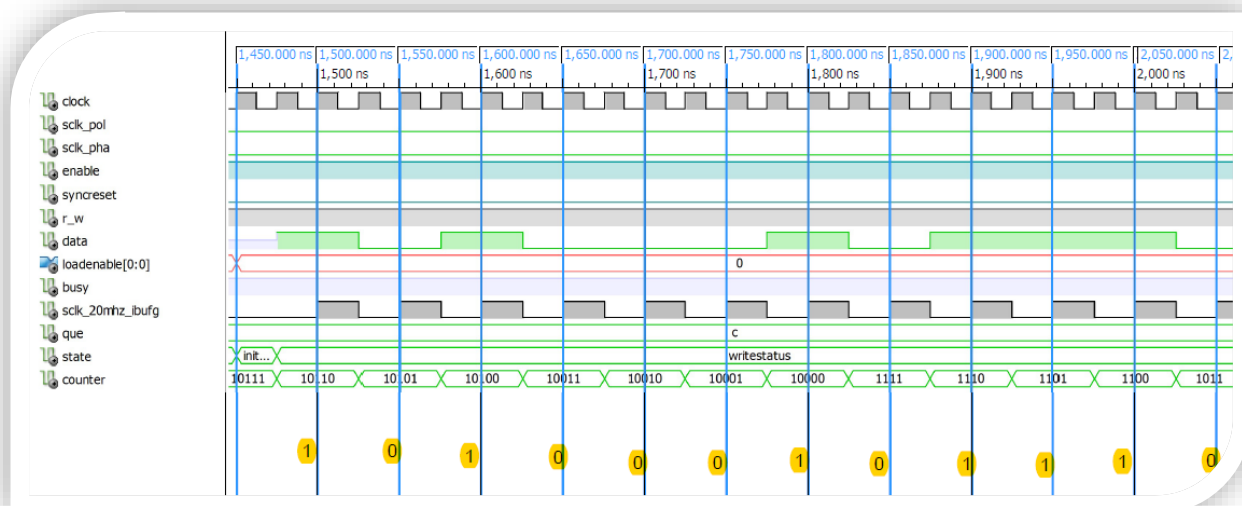 1,450.000 ns 1,500.000 ns 1,550.000 ns 1,600.000 ns 1,650.000 ns 1,700.000 ns 1,750.000 ns 1,800.000 ns 1,850.000 ns 1,900.000 ns 1,950.000 ns 2,050.000 ns 2,
1,500 ns 1,600 ns 1,700 ns 1,800 ns 1,900 ns 2,000 ns
clock
sclk_pol
sclk_pha
enable
syncreset
r_w
data
loadenable[0:0] 0
busy
sclk_20mhz_ibufg
que c
state init... writestatus
counter 10111 10110 10101 10100 10011 10010 10001 10000 1111 1110 1101 1100 1011
1 0 1 0 0 0 1 0 1 1 1 0